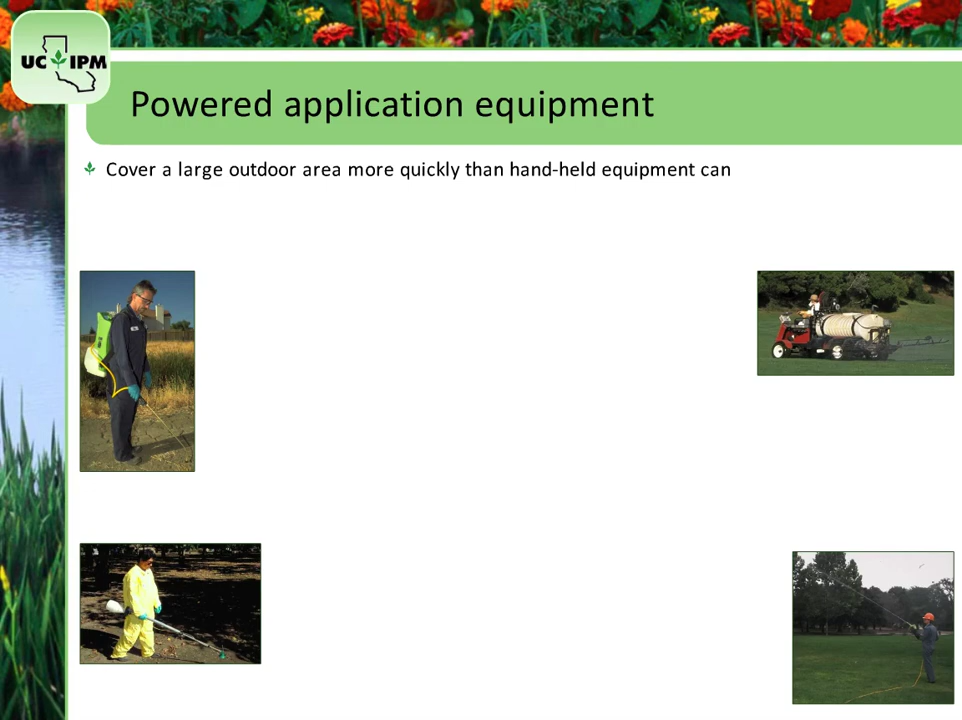 UC IPM
Powered application equipment
Cover a large outdoor area more quickly than hand-held equipment can